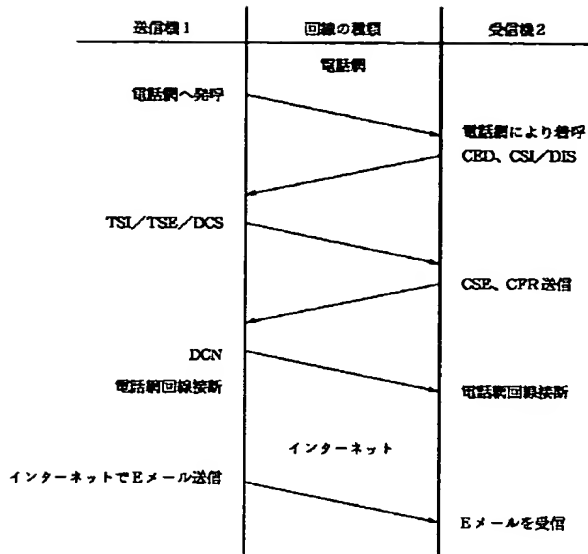 送信機1 回線の種類 受信機2
電話網
電話網へ発呼
電話網により着呼
CED、CSI/DIS
TSI/TSE/DCS
CSE、CFR送信
DCN
電話網回線接断 電話網回線接断
インターネット
インターネットでEメール送信
Eメールを受信